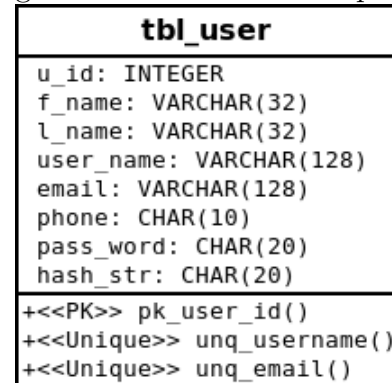 tbl_user
u_id: INTEGER
f_name: VARCHAR(32)
l_name: VARCHAR(32)
user_name: VARCHAR(128)
email: VARCHAR(128)
phone: CHAR(10)
pass_word: CHAR(20)
hash_str: CHAR(20)
+<<PK>> pk_user_id()
+<<Unique>> unq_username()
+<<Unique>> unq_email()